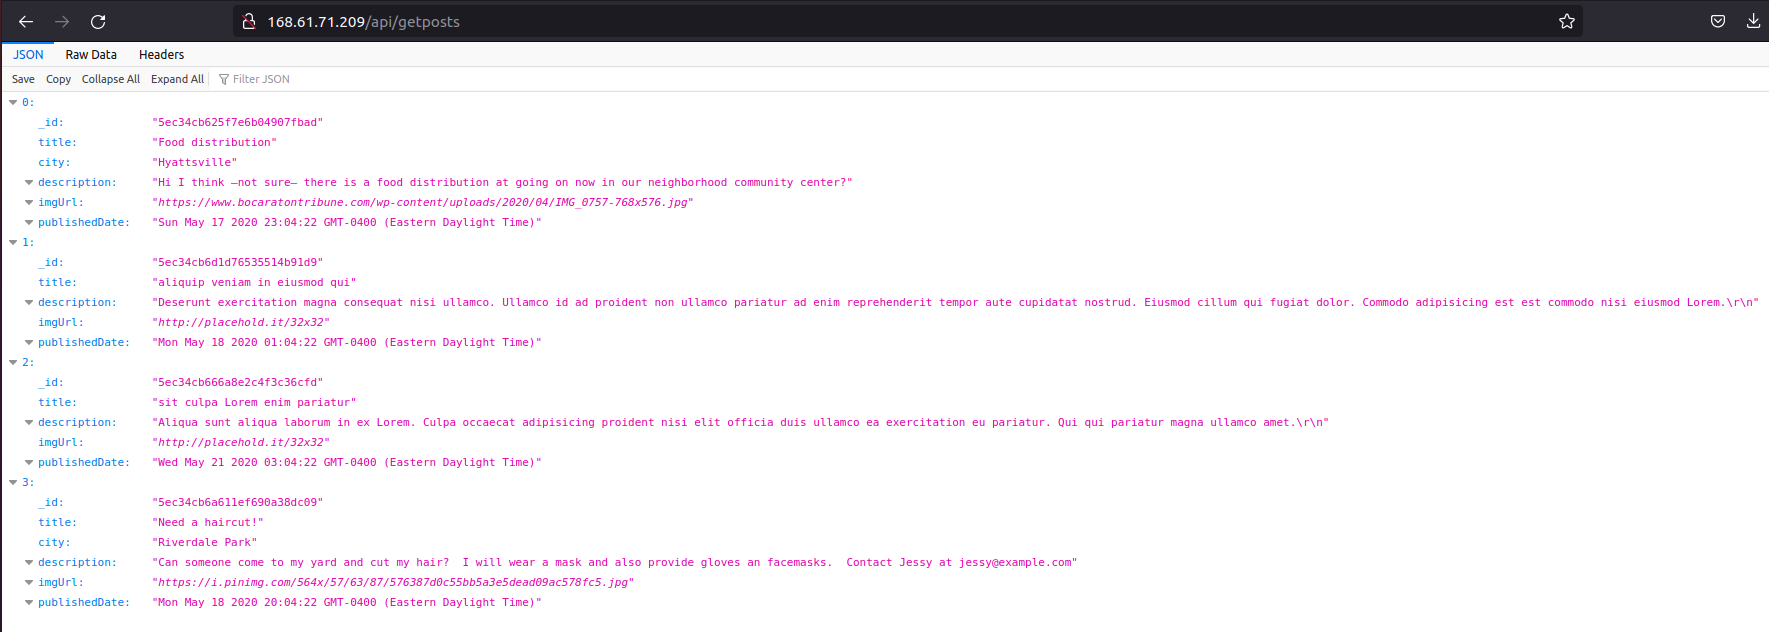 168.61.71.209/api/getposts
JSON Raw Data Headers
Save Copy Collapse All Expand All Filter JSON
0:
_id: "5ec34cb625f7e6b04907fbad"
title: "Food distribution"
city: "Hyattsville"
description: "Hi I think —not sure— there is a food distribution at going on now in our neighborhood community center?"
imgUrl: "https://www.bocaratontribune.com/wp-content/uploads/2020/04/IMG_0757-768x576.jpg"
publishedDate: "Sun May 17 2020 23:04:22 GMT-0400 (Eastern Daylight Time)"
1:
_id: "5ec34cb6d1d76535514b91d9"
title: "aliquip veniam in eiusmod qui"
description: "Deserunt exercitation magna consequat nisi ullamco. Ullamco id ad proident non ullamco pariatur ad enim reprehenderit tempor aute cupidatat nostrud. Eiusmod cillum qui fugiat dolor. Commodo adipisicing est est commodo nisi eiusmod Lorem.\r\n"
imgUrl: "http://placehold.it/32x32"
publishedDate: "Mon May 18 2020 01:04:22 GMT-0400 (Eastern Daylight Time)"
2:
_id: "5ec34cb666a8e2c4f3c36cfd"
title: "sit culpa Lorem enim pariatur"
description: "Aliqua sunt aliqua laborum in ex Lorem. Culpa occaecat adipisicing proident nisi elit officia duis ullamco ea exercitation eu pariatur. Qui qui pariatur magna ullamco amet.\r\n"
imgUrl: "http://placehold.it/32x32"
publishedDate: "Wed May 21 2020 03:04:22 GMT-0400 (Eastern Daylight Time)"
3:
_id: "5ec34cb6a611ef690a38dc09"
title: "Need a haircut!"
city: "Riverdale Park"
description: "Can someone come to my yard and cut my hair?  I will wear a mask and also provide gloves an facemasks.  Contact Jessy at jessy@example.com"
imgUrl: "https://i.pinimg.com/564x/57/63/87/576387d0c55bb5a3e5dead09ac578fc5.jpg"
publishedDate: "Mon May 18 2020 20:04:22 GMT-0400 (Eastern Daylight Time)"